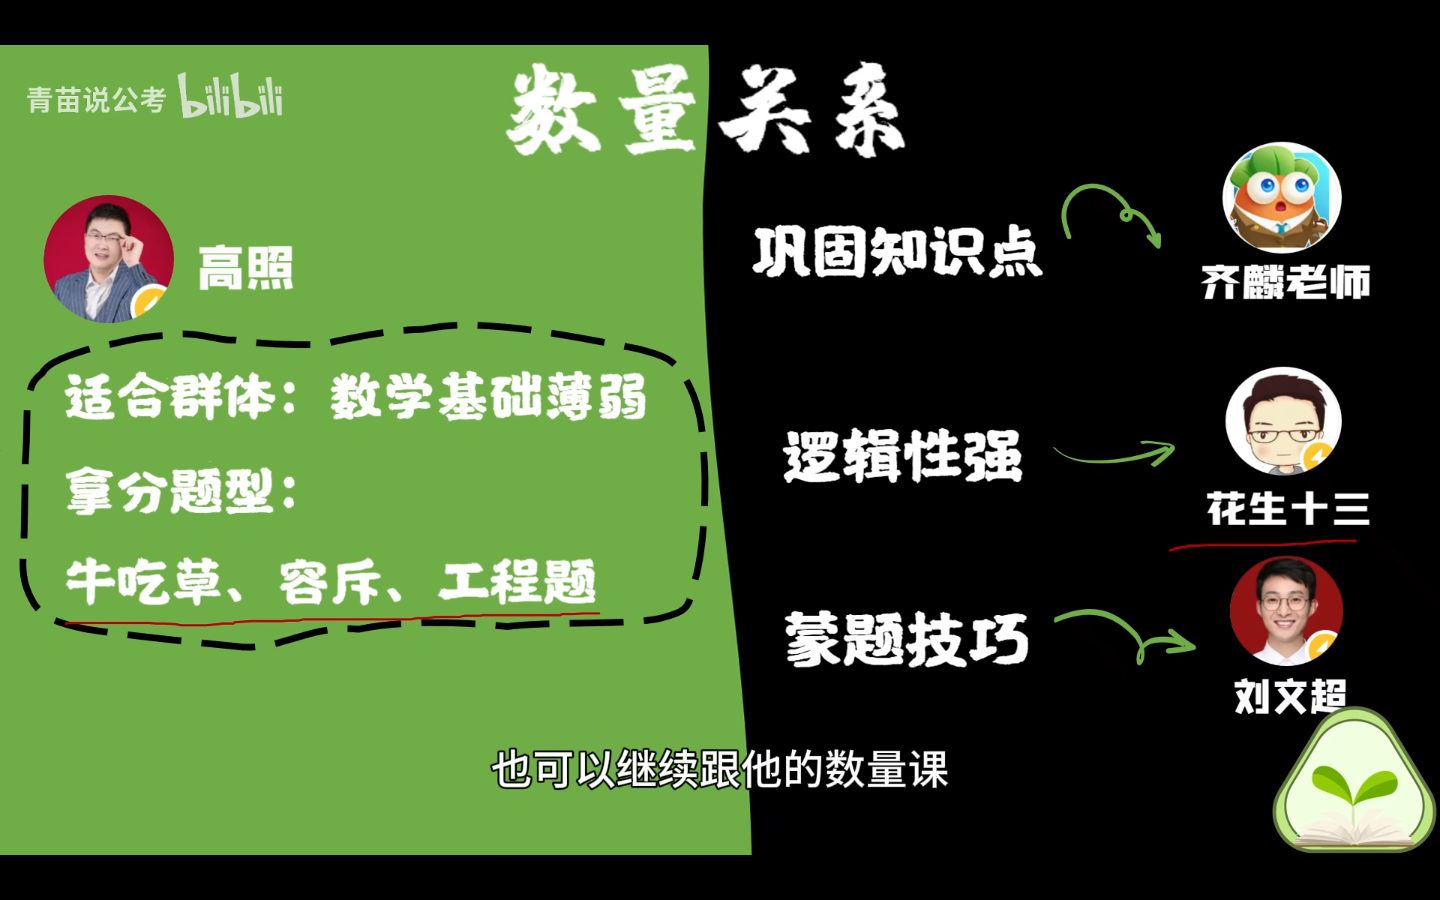 青苗说公考 bilibili
数量关系
高照
适合群体：数学基础薄弱
拿分题型：
牛吃草、容斥、工程题
巩固知识点
齐麟老师
逻辑性强
花生十三
蒙题技巧
刘文超
也可以继续跟他的数量课